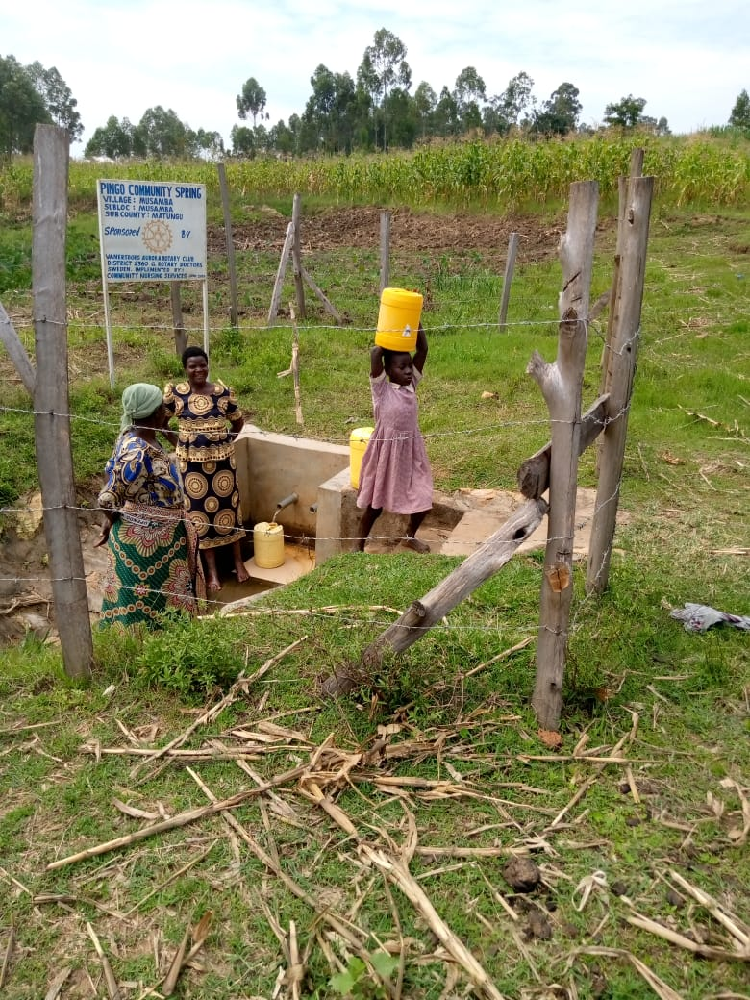 PINGO COMMUNITY SPRING
VILLAGE : MUSAMBA
SUBLOC : MUSAMBA
SUB COUNTY : MATUNGU
SPONSORED BY
VANERSBORG AURORA ROTARY CLUB
DISTRICT 2360 & ROTARY DOCTORS
SWEDEN. IMPLEMENTED BY:
COMMUNITY NURSING SERVICES